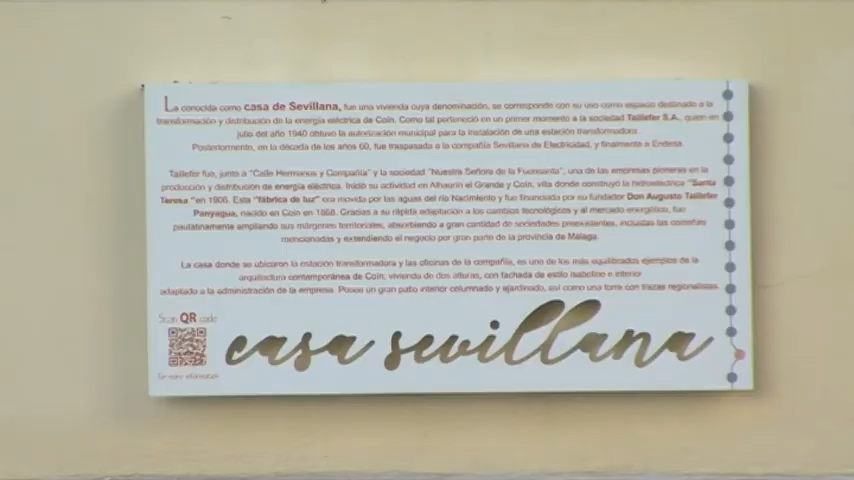 La conocida como casa de Sevillana, fue una vivienda cuya denominación, se corresponde con su uso como espacio destinado a la
transformación y distribución de la energía eléctrica de Coín. Como tal perteneció en un primer momento a la sociedad Taillefer S.A., quien en
julio del año 1940 obtuvo la autorización municipal para la instalación de una estación transformadora.
Posteriormente, en la década de los años 60, fue traspasada a la compañía Sevillana de Electricidad, y finalmente a Endesa.
Taillefer fue, junto a "Calle Hermanos y Compañía" y la sociedad "Nuestra Señora de la Fuensanta", una de las empresas pioneras en la
producción y distribución de energía eléctrica. Inició su actividad en Alhaurín el Grande y Coín, villa donde construyó la hidroeléctrica "Santa
Teresa "en 1905. Esta "fábrica de luz" era movida por las aguas del río Nacimiento y fue financiada por su fundador Don Augusto Taillefer
Panyagua, nacido en Coín en 1868. Gracias a su rápida adaptación a los cambios tecnológicos y al mercado energético, fue
paulatinamente ampliando sus márgenes territoriales, absorbiendo a gran cantidad de sociedades preexistentes, incluidas las coineñas
mencionadas y extendiendo el negocio por gran parte de la provincia de Málaga.
La casa donde se ubicaron la estación transformadora y las oficinas de la compañía, es uno de los más equilibrados ejemplos de la
arquitectura contemporánea de Coín; vivienda de dos alturas, con fachada de estilo isabelino e interior
adaptado a la administración de la empresa. Posee un gran patio interior columnado y ajardinado, así como una torre con trazas regionalistas.
Scan QR code
for more information
casa sevillana